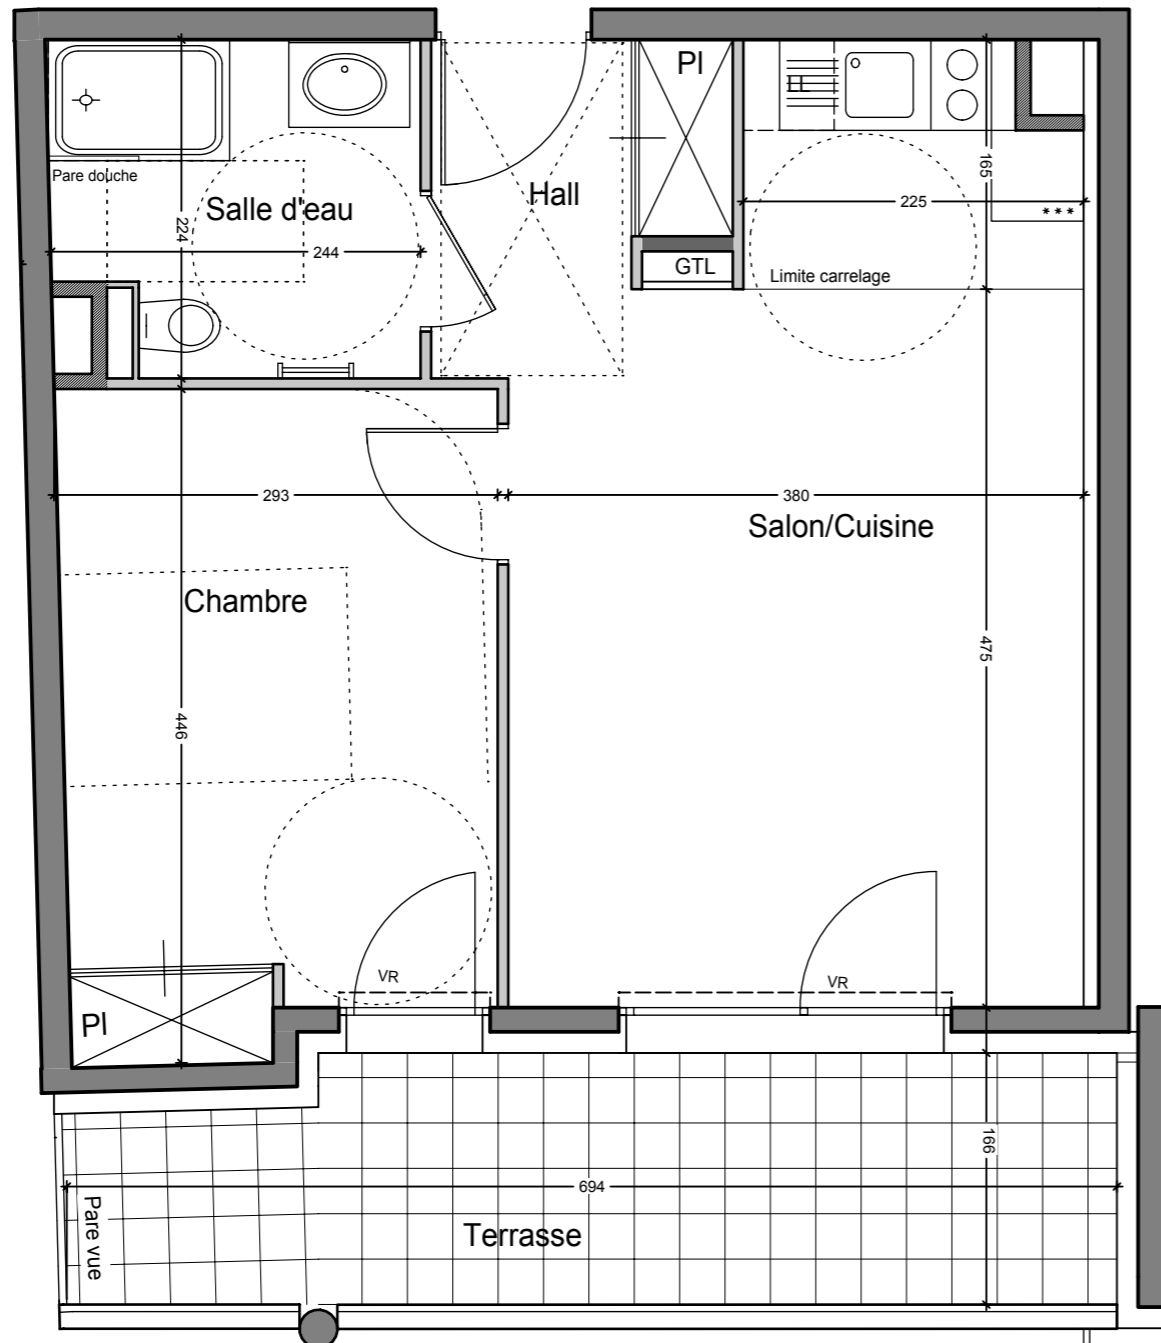 Pl
LL
Pare douche
Salle d'eau
Hall
165
225
***
224
244
GTL
Limite carrelage
293
380
Salon/Cuisine
Chambre
475
446
VR
VR
Pl
166
694
Pare vue
Terrasse